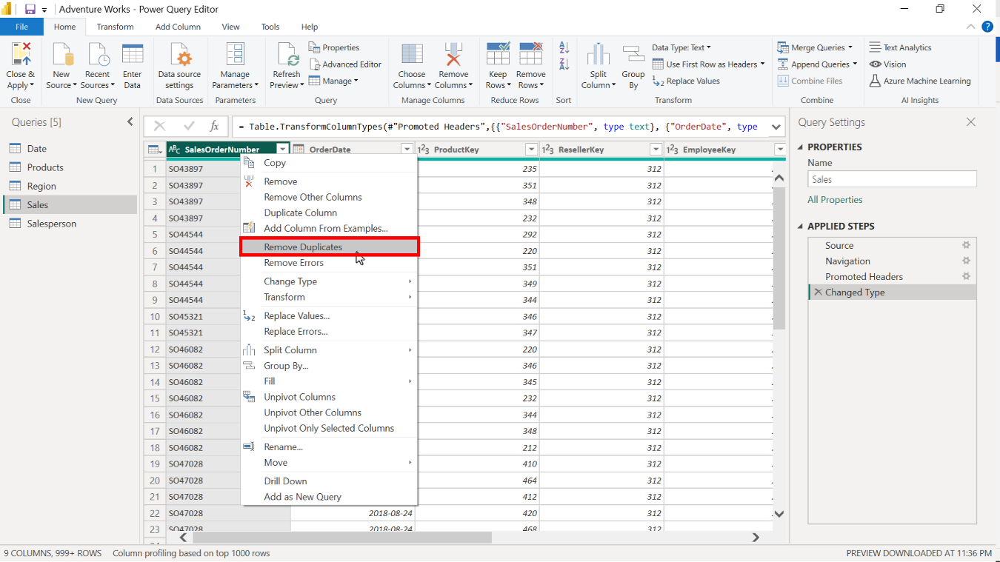 Adventure Works - Power Query Editor
File Home Transform Add Column View Tools Help
Close & Apply
New Source
Recent Sources
Enter Data
Data source settings
Manage Parameters
Refresh Preview
Properties
Advanced Editor
Manage
Choose Columns
Remove Columns
Keep Rows
Remove Rows
Split Column
Group By
Data Type: Text
Use First Row as Headers
Replace Values
Merge Queries
Append Queries
Combine Files
Text Analytics
Vision
Azure Machine Learning
Close New Query Data Sources Parameters Query Manage Columns Reduce Rows Sort Transform Combine AI Insights
Queries [5]
Date
Products
Region
Sales
Salesperson
fx = Table.TransformColumnTypes(#"Promoted Headers",{{"SalesOrderNumber", type text}, {"OrderDate", type
SalesOrderNumber OrderDate ProductKey ResellerKey EmployeeKey
1 SO43897 235 312
2 SO43897 351 312
3 SO43897 348 312
4 SO43897 232 312
5 SO44544 292 312
6 SO44544 220 312
7 SO44544 351 312
8 SO44544 349 312
9 SO44544 344 312
10 SO45321 346 312
11 SO45321 347 312
12 SO46082 220 312
13 SO46082 346 312
14 SO46082 345 312
15 SO46082 232 312
16 SO46082 344 312
17 SO46082 348 312
18 SO46082 212 312
19 SO47028 410 312
20 SO47028 464 312
21 SO47028 412 312
22 SO47028 2018-08-24 420 312
23 SO47028 2018-08-24 468 312
Copy
Remove
Remove Other Columns
Duplicate Column
Add Column From Examples...
Remove Duplicates
Remove Errors
Change Type
Transform
Replace Values...
Replace Errors...
Split Column
Group By...
Fill
Unpivot Columns
Unpivot Other Columns
Unpivot Only Selected Columns
Rename...
Move
Drill Down
Add as New Query
Query Settings
PROPERTIES
Name
Sales
All Properties
APPLIED STEPS
Source
Navigation
Promoted Headers
Changed Type
9 COLUMNS, 999+ ROWS Column profiling based on top 1000 rows PREVIEW DOWNLOADED AT 11:36 PM